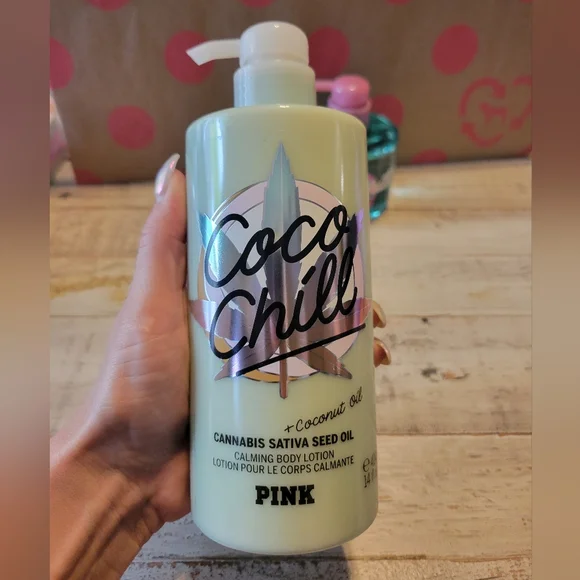 Coco
Chill
+ Coconut Oil
CANNABIS SATIVA SEED OIL
CALMING BODY LOTION
LOTION POUR LE CORPS CALMANTE
PINK